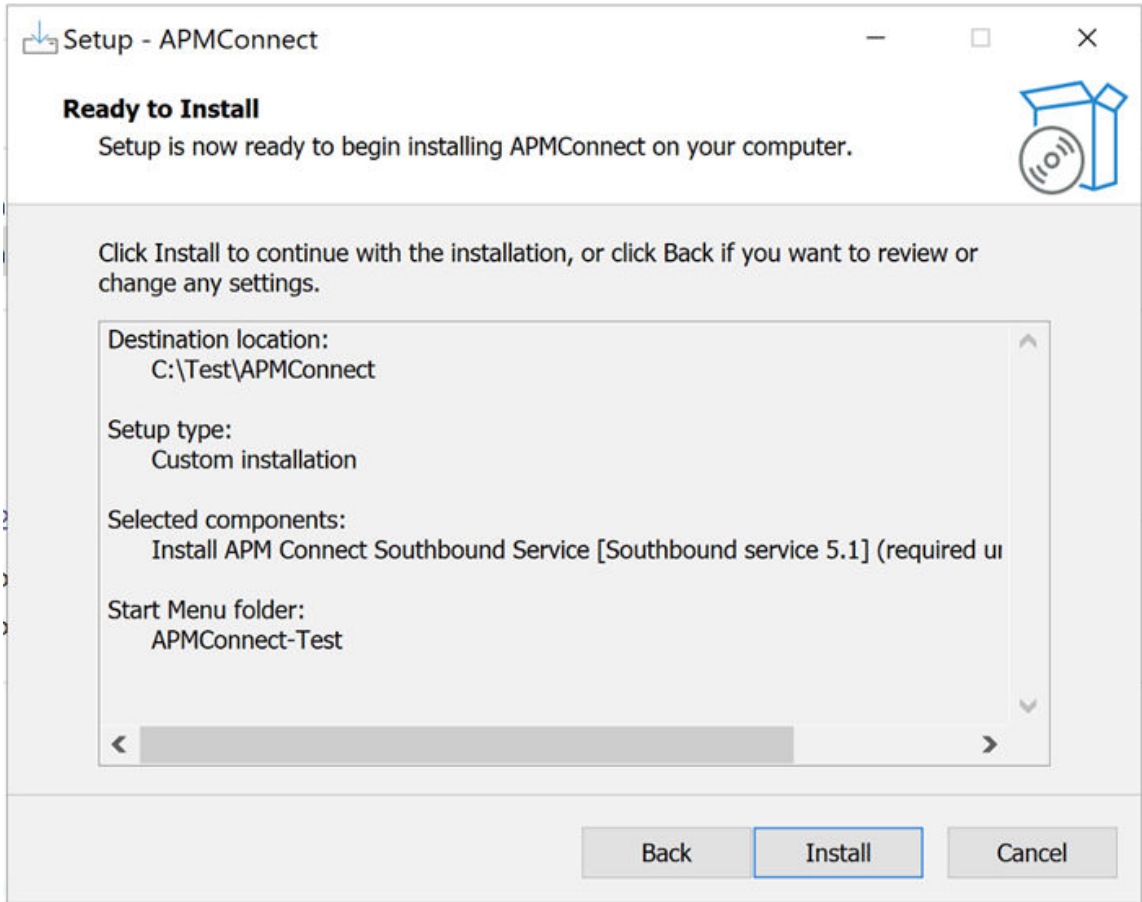 Setup - APMConnect
Ready to Install
Setup is now ready to begin installing APMConnect on your computer.
Click Install to continue with the installation, or click Back if you want to review or
change any settings.
Destination location:
C:\Test\APMConnect
Setup type:
Custom installation
Selected components:
Install APM Connect Southbound Service [Southbound service 5.1] (required
Start Menu folder:
APMConnect-Test
Back
Install
Cancel